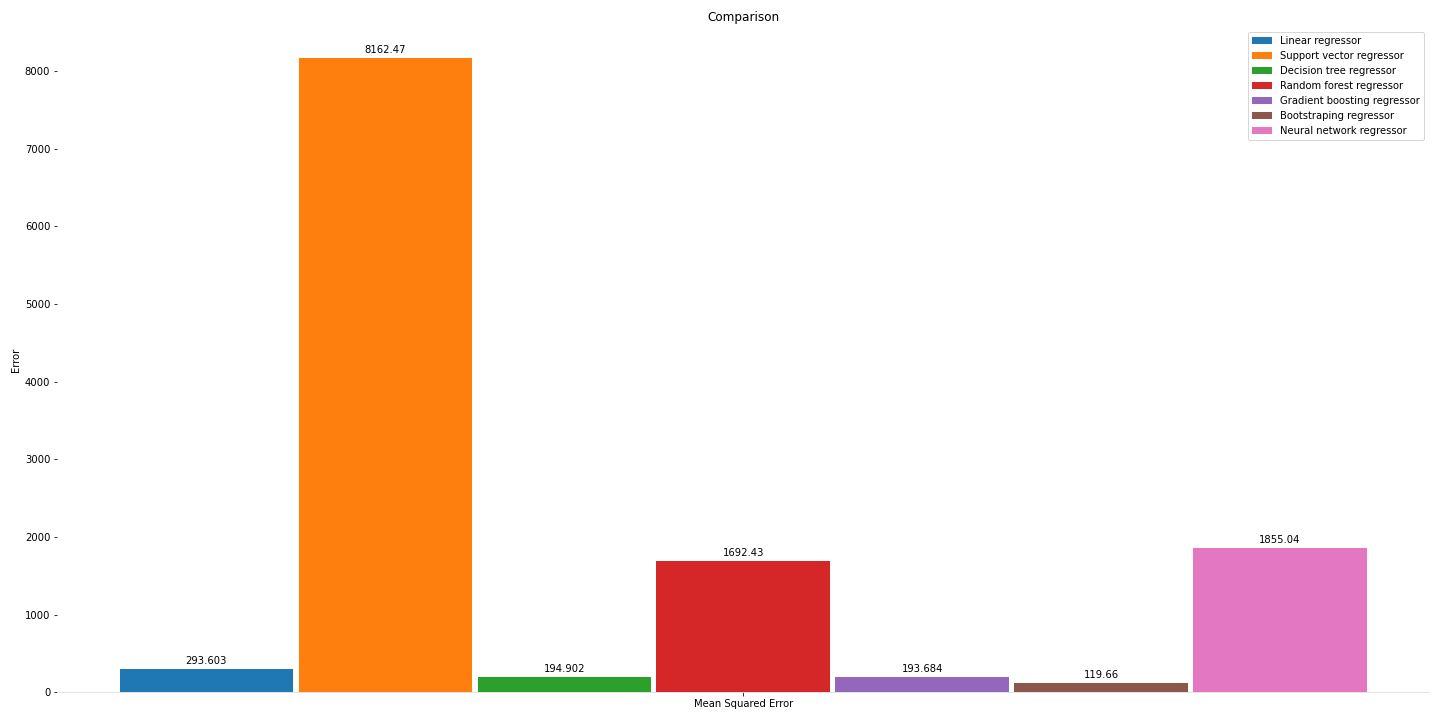 Comparison
8162.47
Linear regressor
Support vector regressor
Decision tree regressor
Random forest regressor
Gradient boosting regressor
Bootstraping regressor
Neural network regressor
8000
7000
6000
5000
4000
3000
2000
1000
0
Error
293.603
194.902
1692.43
193.684
119.66
1855.04
Mean Squared Error